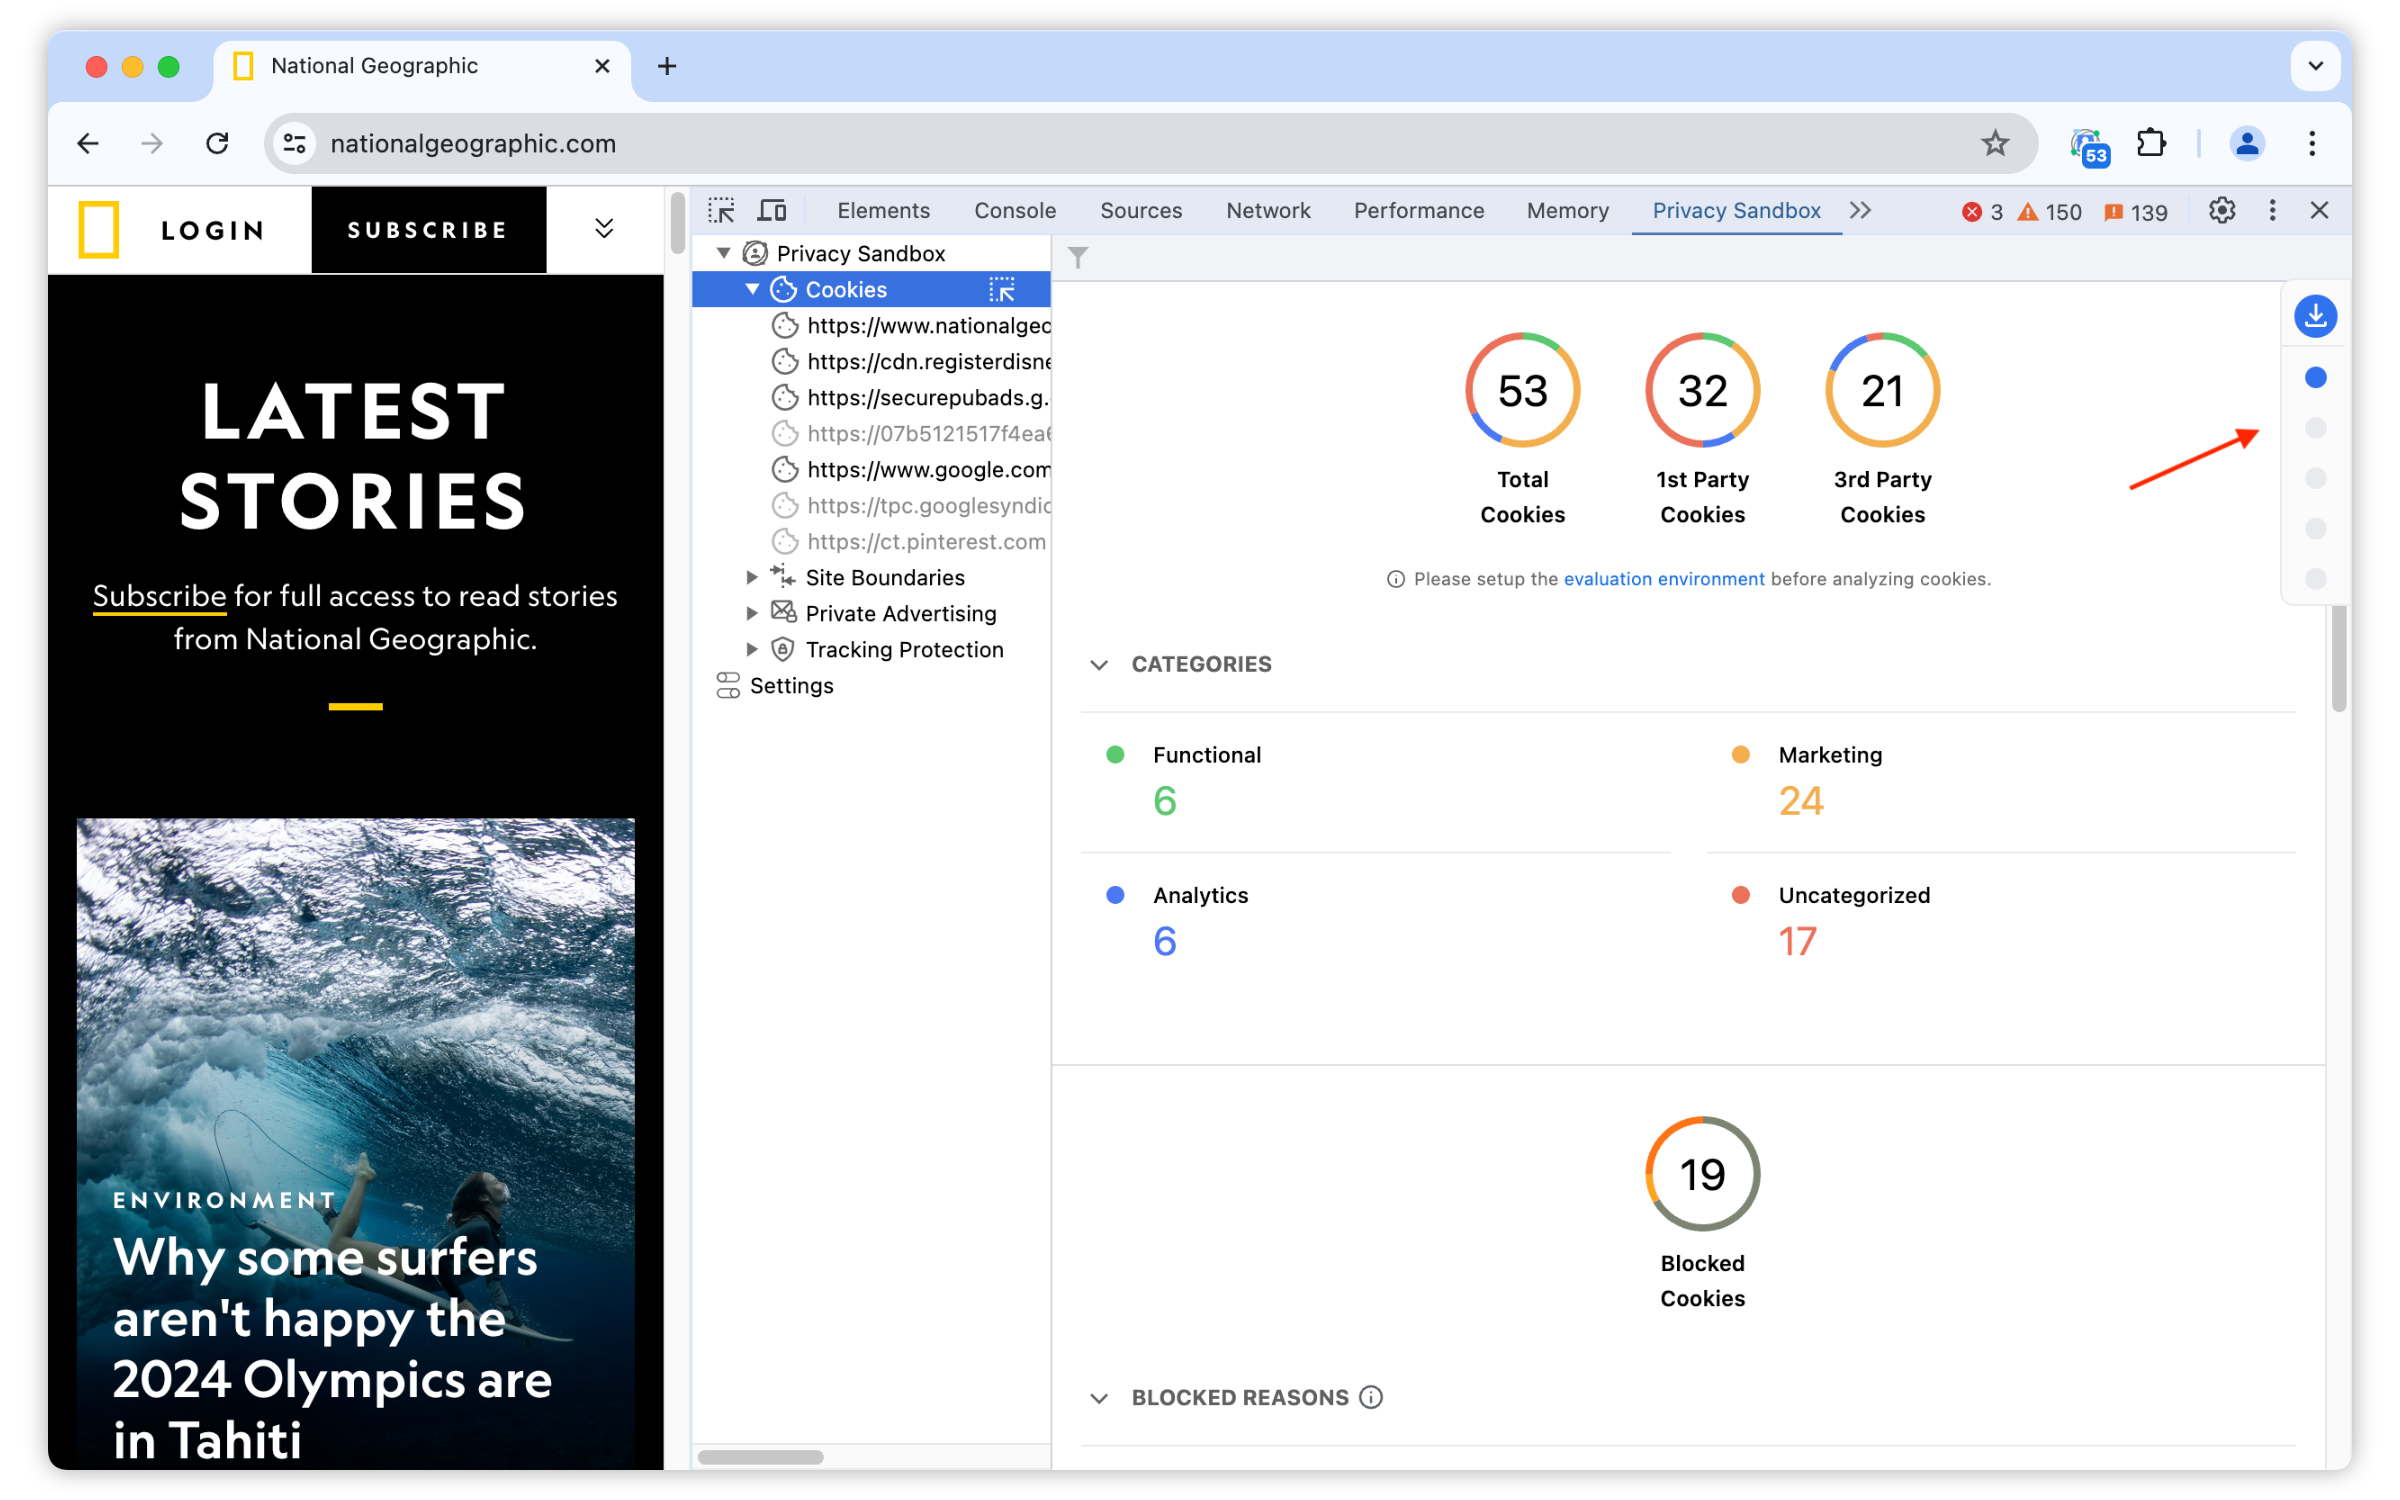 National Geographic
nationalgeographic.com
53
LOGIN
SUBSCRIBE
LATEST
STORIES
Subscribe for full access to read stories
from National Geographic.
ENVIRONMENT
Why some surfers
aren't happy the
2024 Olympics are
in Tahiti
Elements
Console
Sources
Network
Performance
Memory
Privacy Sandbox
3
150
139
Privacy Sandbox
Cookies
https://www.nationalgeo
https://cdn.registerdisne
https://securepubads.g.
https://07b5121517f4ea6
https://www.google.com
https://tpc.googlesyndic
https://ct.pinterest.com
Site Boundaries
Private Advertising
Tracking Protection
Settings
53
Total
Cookies
32
1st Party
Cookies
21
3rd Party
Cookies
Please setup the evaluation environment before analyzing cookies.
CATEGORIES
Functional
6
Marketing
24
Analytics
6
Uncategorized
17
19
Blocked
Cookies
BLOCKED REASONS